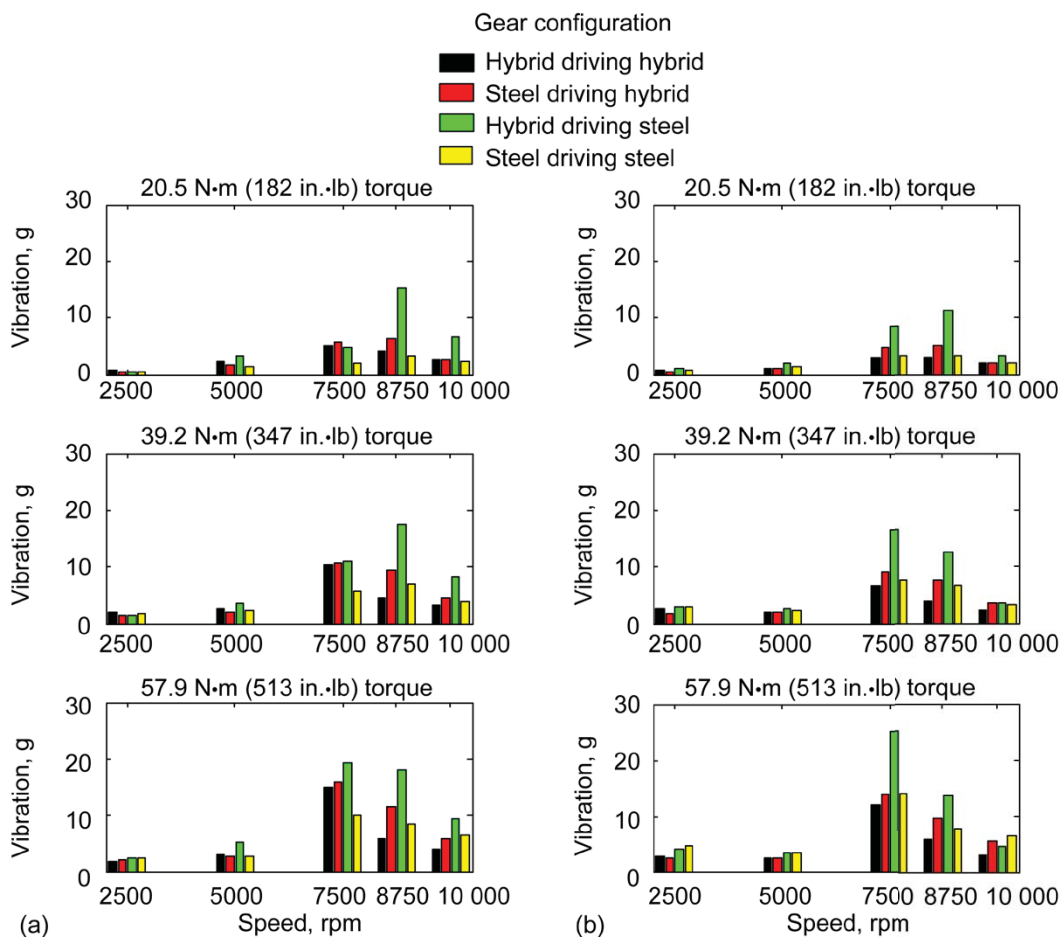 Gear configuration
Hybrid driving hybrid
Steel driving hybrid
Hybrid driving steel
Steel driving steel
20.5 N•m (182 in.•lb) torque
30
20
10
0
Vibration, g
2500 5000 7500 8750 10 000
39.2 N•m (347 in.•lb) torque
30
20
10
0
Vibration, g
2500 5000 7500 8750 10 000
57.9 N•m (513 in.•lb) torque
30
20
10
0
Vibration, g
2500 5000 7500 8750 10 000
(a)
Speed, rpm
20.5 N•m (182 in.•lb) torque
30
20
10
0
Vibration, g
2500 5000 7500 8750 10 000
39.2 N•m (347 in.•lb) torque
30
20
10
0
Vibration, g
2500 5000 7500 8750 10 000
57.9 N•m (513 in.•lb) torque
30
20
10
0
Vibration, g
2500 5000 7500 8750 10 000
(b)
Speed, rpm